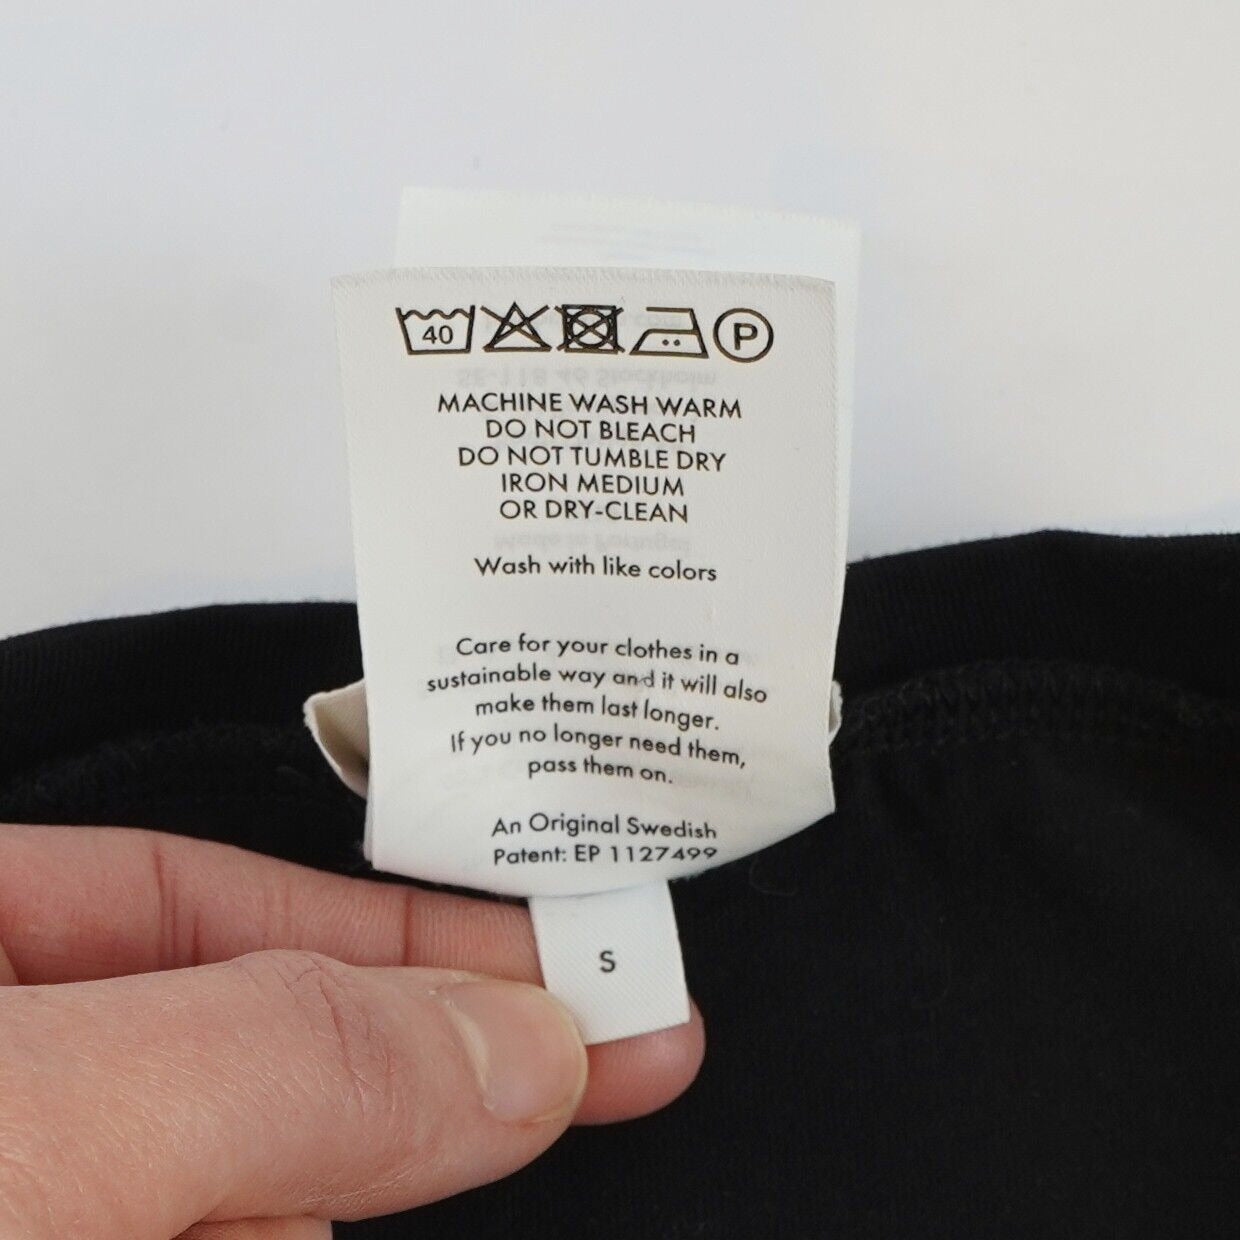 40 P
MACHINE WASH WARM
DO NOT BLEACH
DO NOT TUMBLE DRY
IRON MEDIUM
OR DRY-CLEAN
Wash with like colors
Care for your clothes in a
sustainable way and it will also
make them last longer.
If you no longer need them,
pass them on.
An Original Swedish
Patent: EP 1127499
S